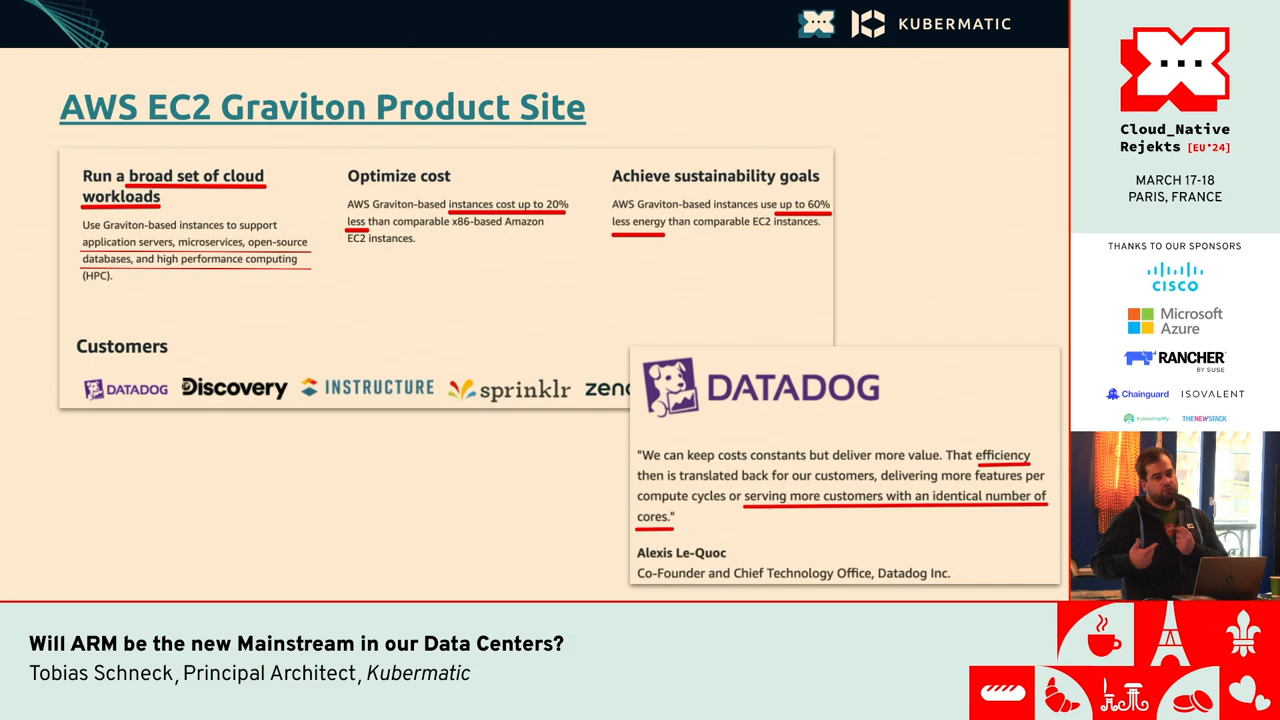 KUBERMATIC
AWS EC2 Graviton Product Site
Run a broad set of cloud
workloads
Use Graviton-based instances to support
application servers, microservices, open-source
databases, and high performance computing
(HPC).
Optimize cost
AWS Graviton-based instances cost up to 20%
less than comparable x86-based Amazon
EC2 instances.
Achieve sustainability goals
AWS Graviton-based instances use up to 60%
less energy than comparable EC2 instances.
Customers
DATADOG
Discovery
INSTRUCTURE
sprinklr
zend
DATADOG
"We can keep costs constants but deliver more value. That efficiency
then is translated back for our customers, delivering more features per
compute cycles or serving more customers with an identical number of
cores."
Alexis Le-Quoc
Co-Founder and Chief Technology Office, Datadog Inc.
Cloud_Native
Rejekts [EU'24]
MARCH 17-18
PARIS, FRANCE
THANKS TO OUR SPONSORS
CISCO
Microsoft
Azure
RANCHER
BY SUSE
Chainguard
ISOVALENT
Kubesimplify
THENEWSTACK
Will ARM be the new Mainstream in our Data Centers?
Tobias Schneck, Principal Architect, Kubermatic